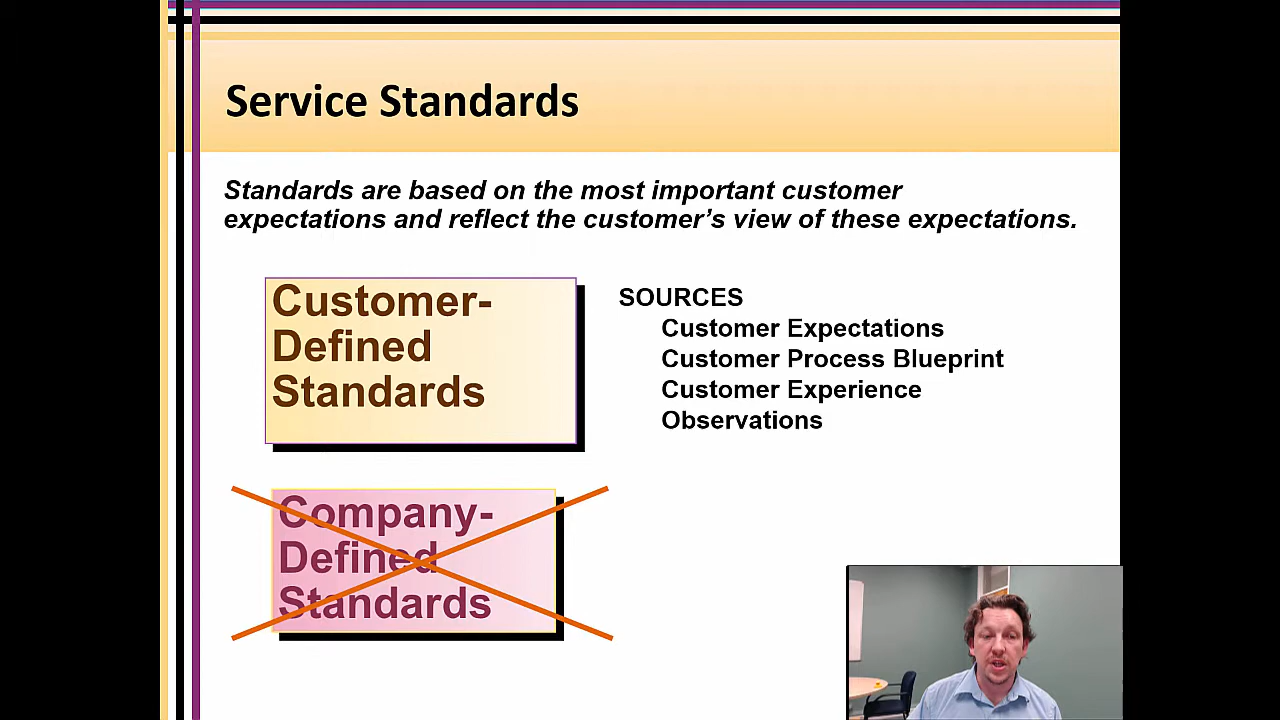 Service Standards
Standards are based on the most important customer
expectations and reflect the customer's view of these expectations.
Customer-
Defined
Standards
SOURCES
Customer Expectations
Customer Process Blueprint
Customer Experience
Observations
Company-
Defined
Standards